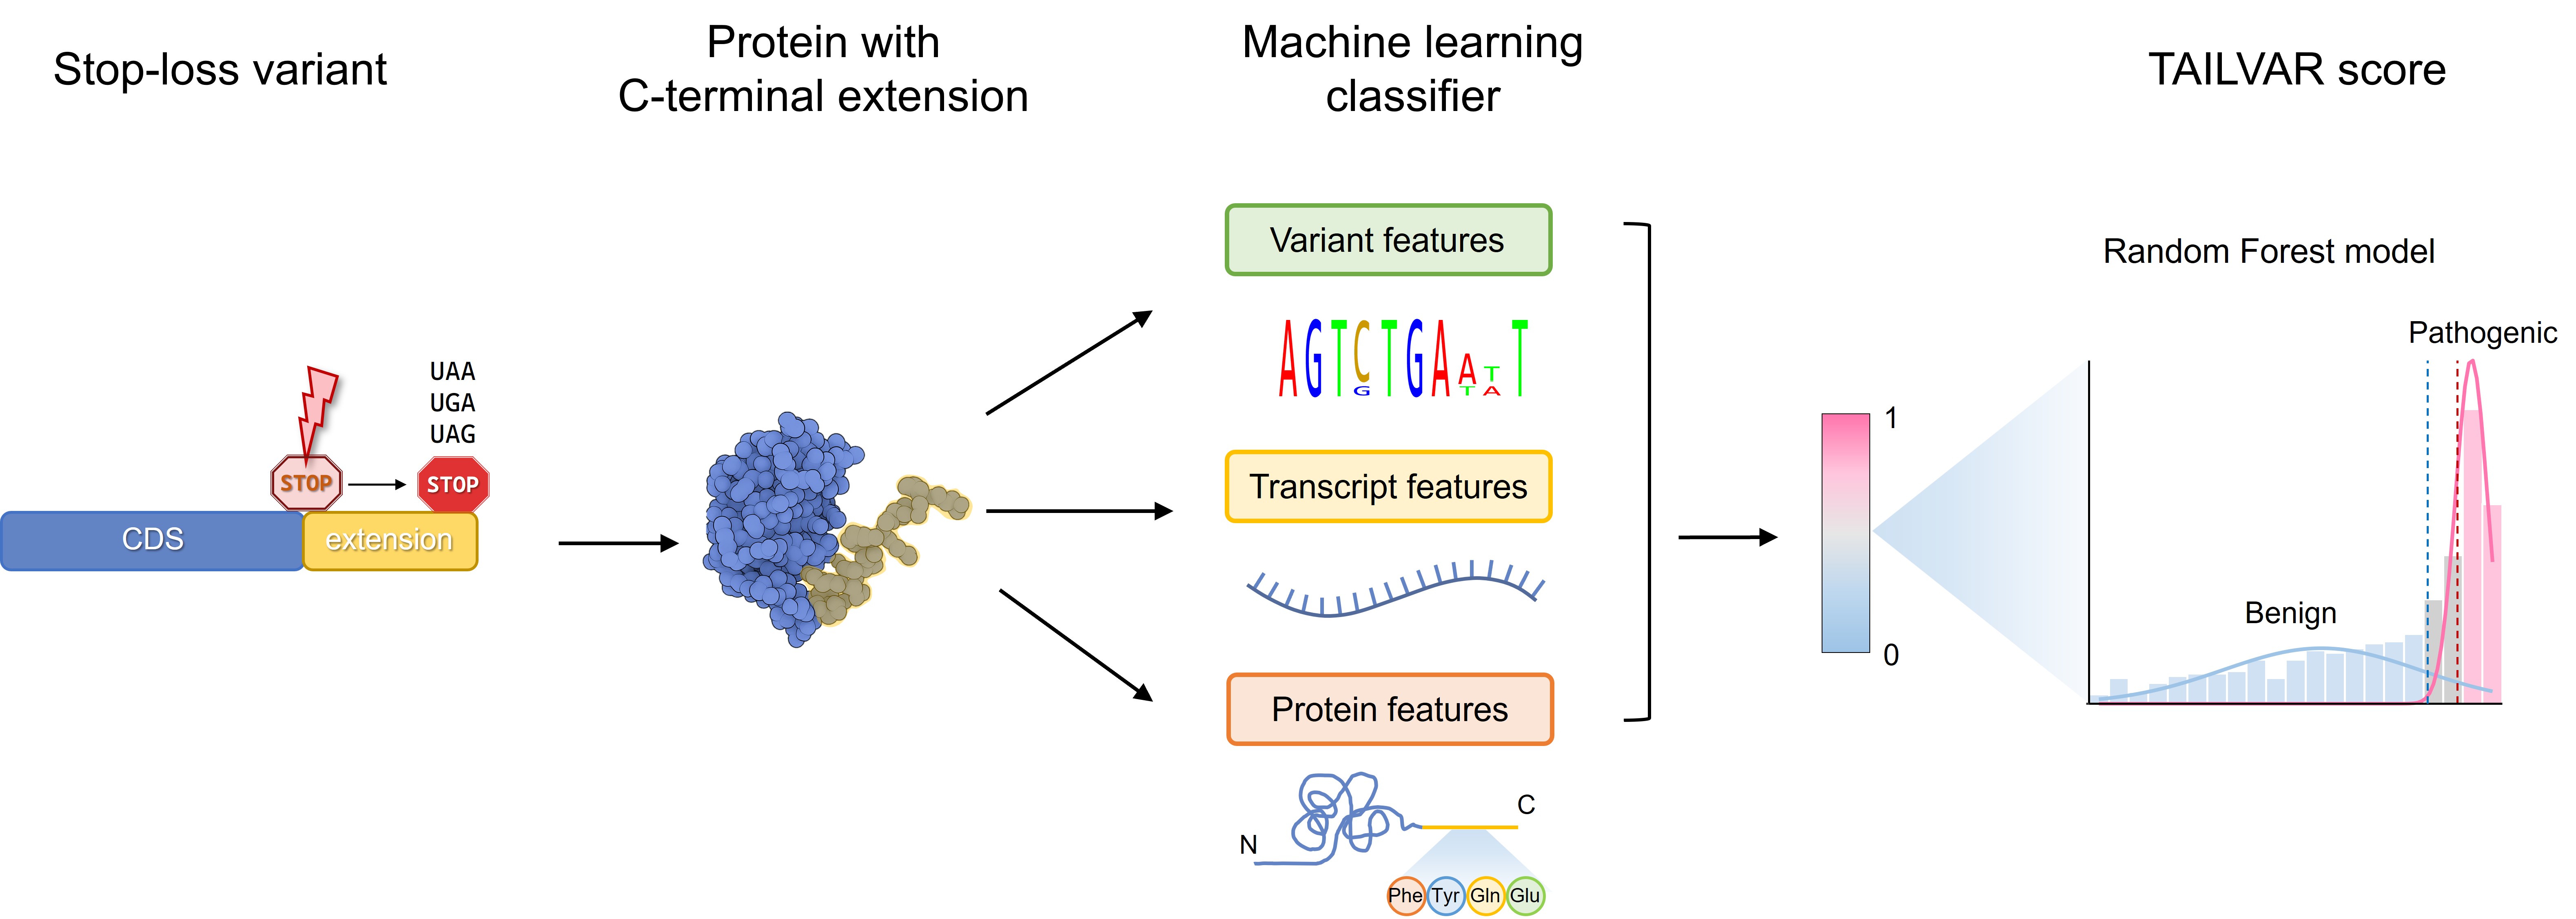 Stop-loss variant
Protein with
C-terminal extension
Machine learning
classifier
TAILVAR score
UAA
UGA
UAG
STOP
STOP
CDS
extension
Variant features
AGTCTGAATT
G
T
A
Transcript features
Protein features
N
C
Phe
Tyr
Gln
Glu
1
0
Random Forest model
Pathogenic
Benign